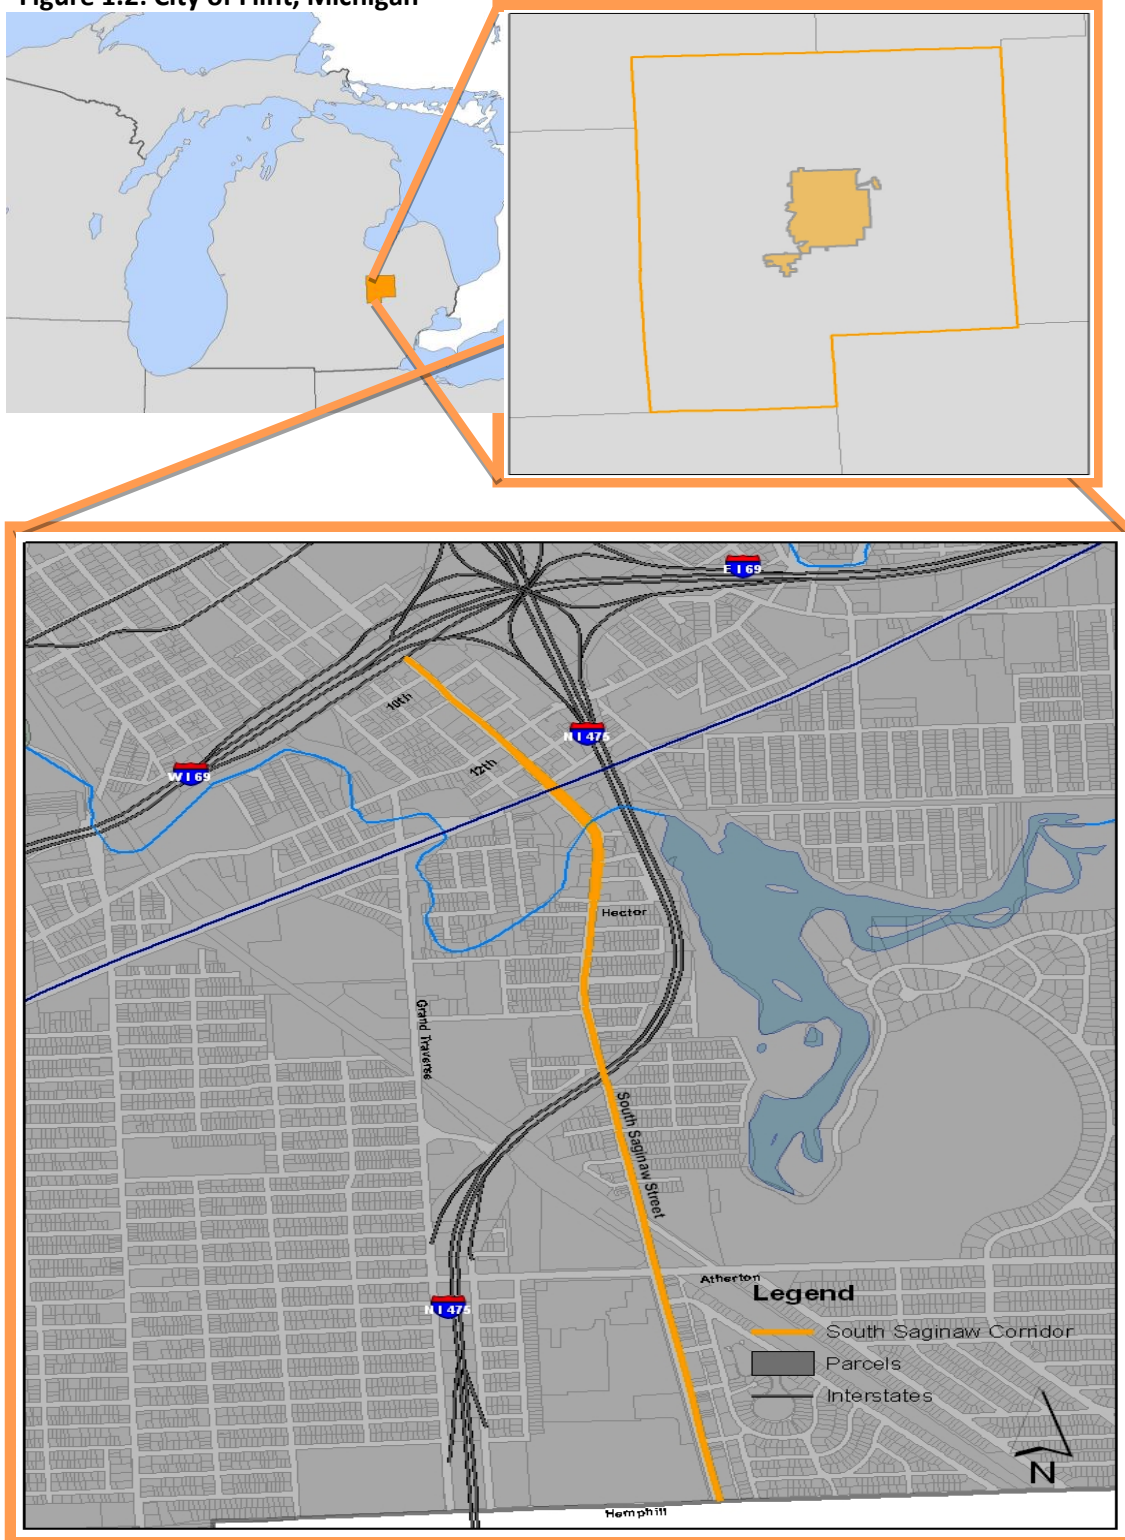 Figure 1.2: City of Flint, Michigan
E I 69
10th
N I 475
12th
W I 69
Hector
Grand Traverse
South Saginaw Street
Atherton
N I 475
Legend
South Saginaw Corridor
Parcels
Interstates
N
Hemphill